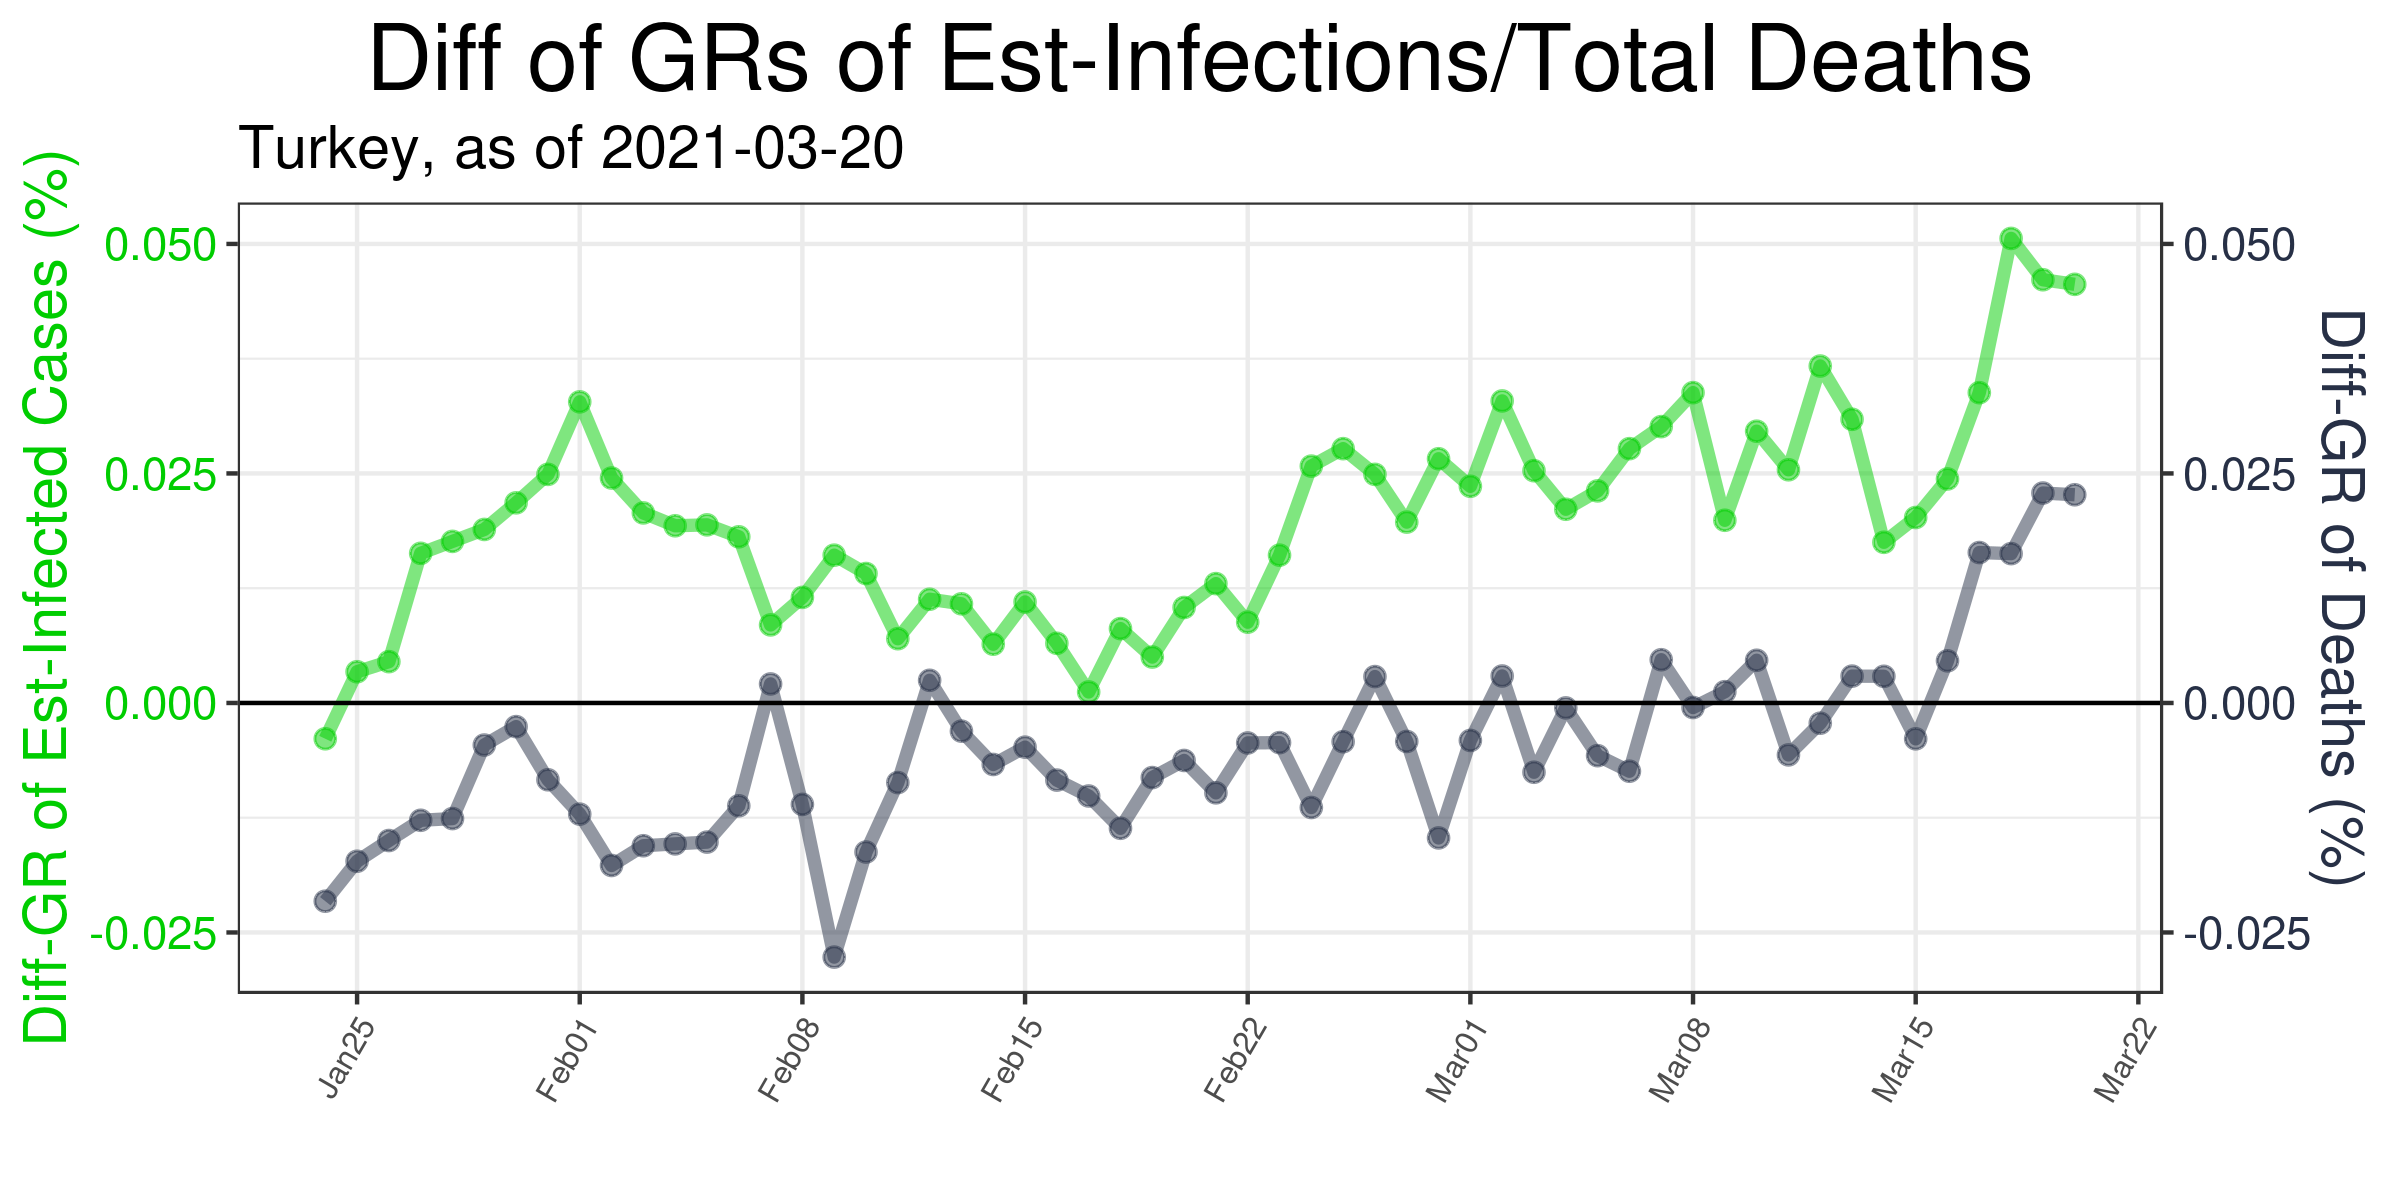 Diff of GRs of Est-Infections/Total Deaths
Turkey, as of 2021-03-20
Diff-GR of Est-Infected Cases (%)
0.050
0.025
0.000
-0.025
0.050
0.025
0.000
-0.025
Diff-GR of Deaths (%)
Jan25
Feb01
Feb08
Feb15
Feb22
Mar01
Mar08
Mar15
Mar22